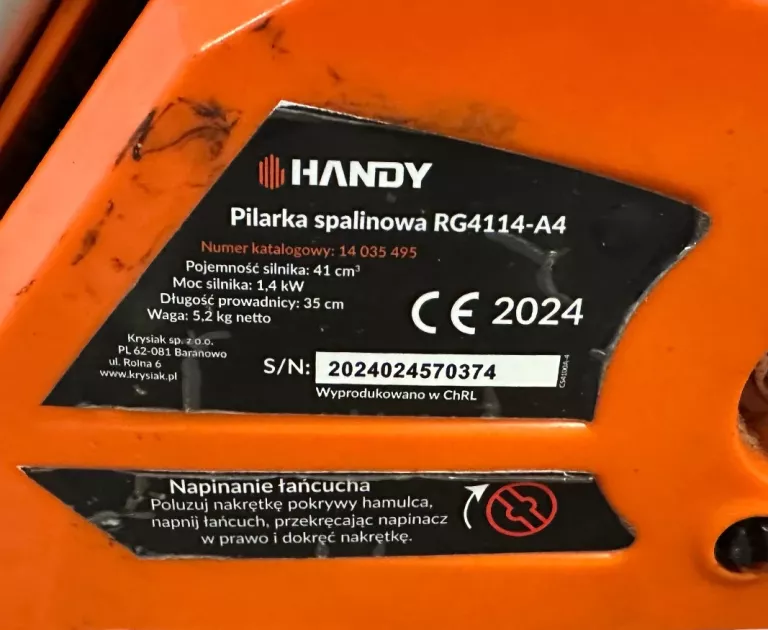 HANDY
Pilarka spalinowa RG4114-A4
Numer katalogowy: 14 035 495
Pojemność silnika: 41 cm³
Moc silnika: 1,4 kW
Długość prowadnicy: 35 cm
Waga: 5,2 kg netto
CE 2024
Krysiak sp. z o.o.
PL 62-081 Baranowo
ul. Rolna 6
www.krysiak.pl
S/N: 2024024570374
Wyprodukowano w ChRL
Napinanie łańcucha
Poluzuj nakrętkę pokrywy hamulca,
napnij łańcuch, przekręcając napinacz
w prawo i dokręć nakrętkę.